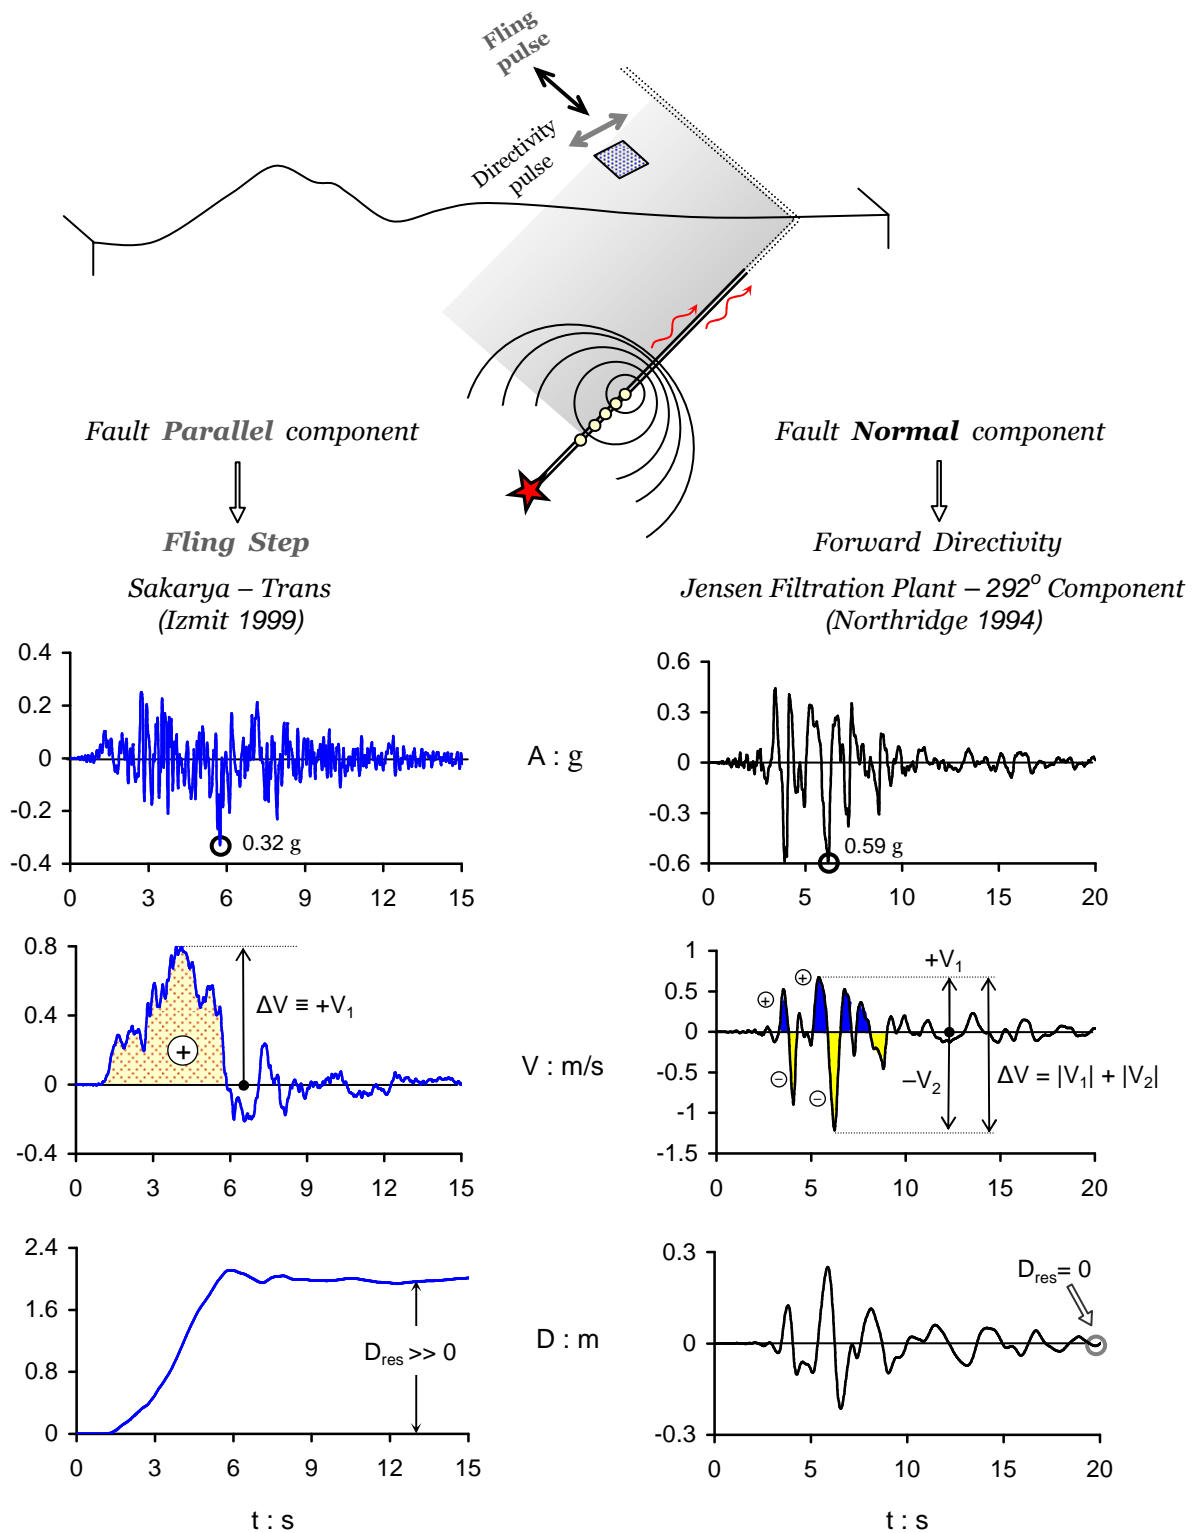 Fling
pulse
Directivity
pulse
Fault Parallel component
Fault Normal component
Fling Step
Forward Directivity
Sakarya – Trans
(Izmit 1999)
Jensen Filtration Plant – 292º Component
(Northridge 1994)
0.4
0.2
0
-0.2
-0.4
0.32 g
0 3 6 9 12 15
A : g
0.6
0.3
0
-0.3
-0.6
0.59 g
0 5 10 15 20
0.8
0.4
0
-0.4
+
ΔV ≡ +V1
0 3 6 9 12 15
V : m/s
1
0.5
0
-0.5
-1
-1.5
+
+
–
–
+V1
–V2
ΔV = |V1| + |V2|
0 5 10 15 20
2.4
1.6
0.8
0
Dres >> 0
0 3 6 9 12 15
t : s
D : m
0.3
0
-0.3
Dres= 0
0 5 10 15 20
t : s